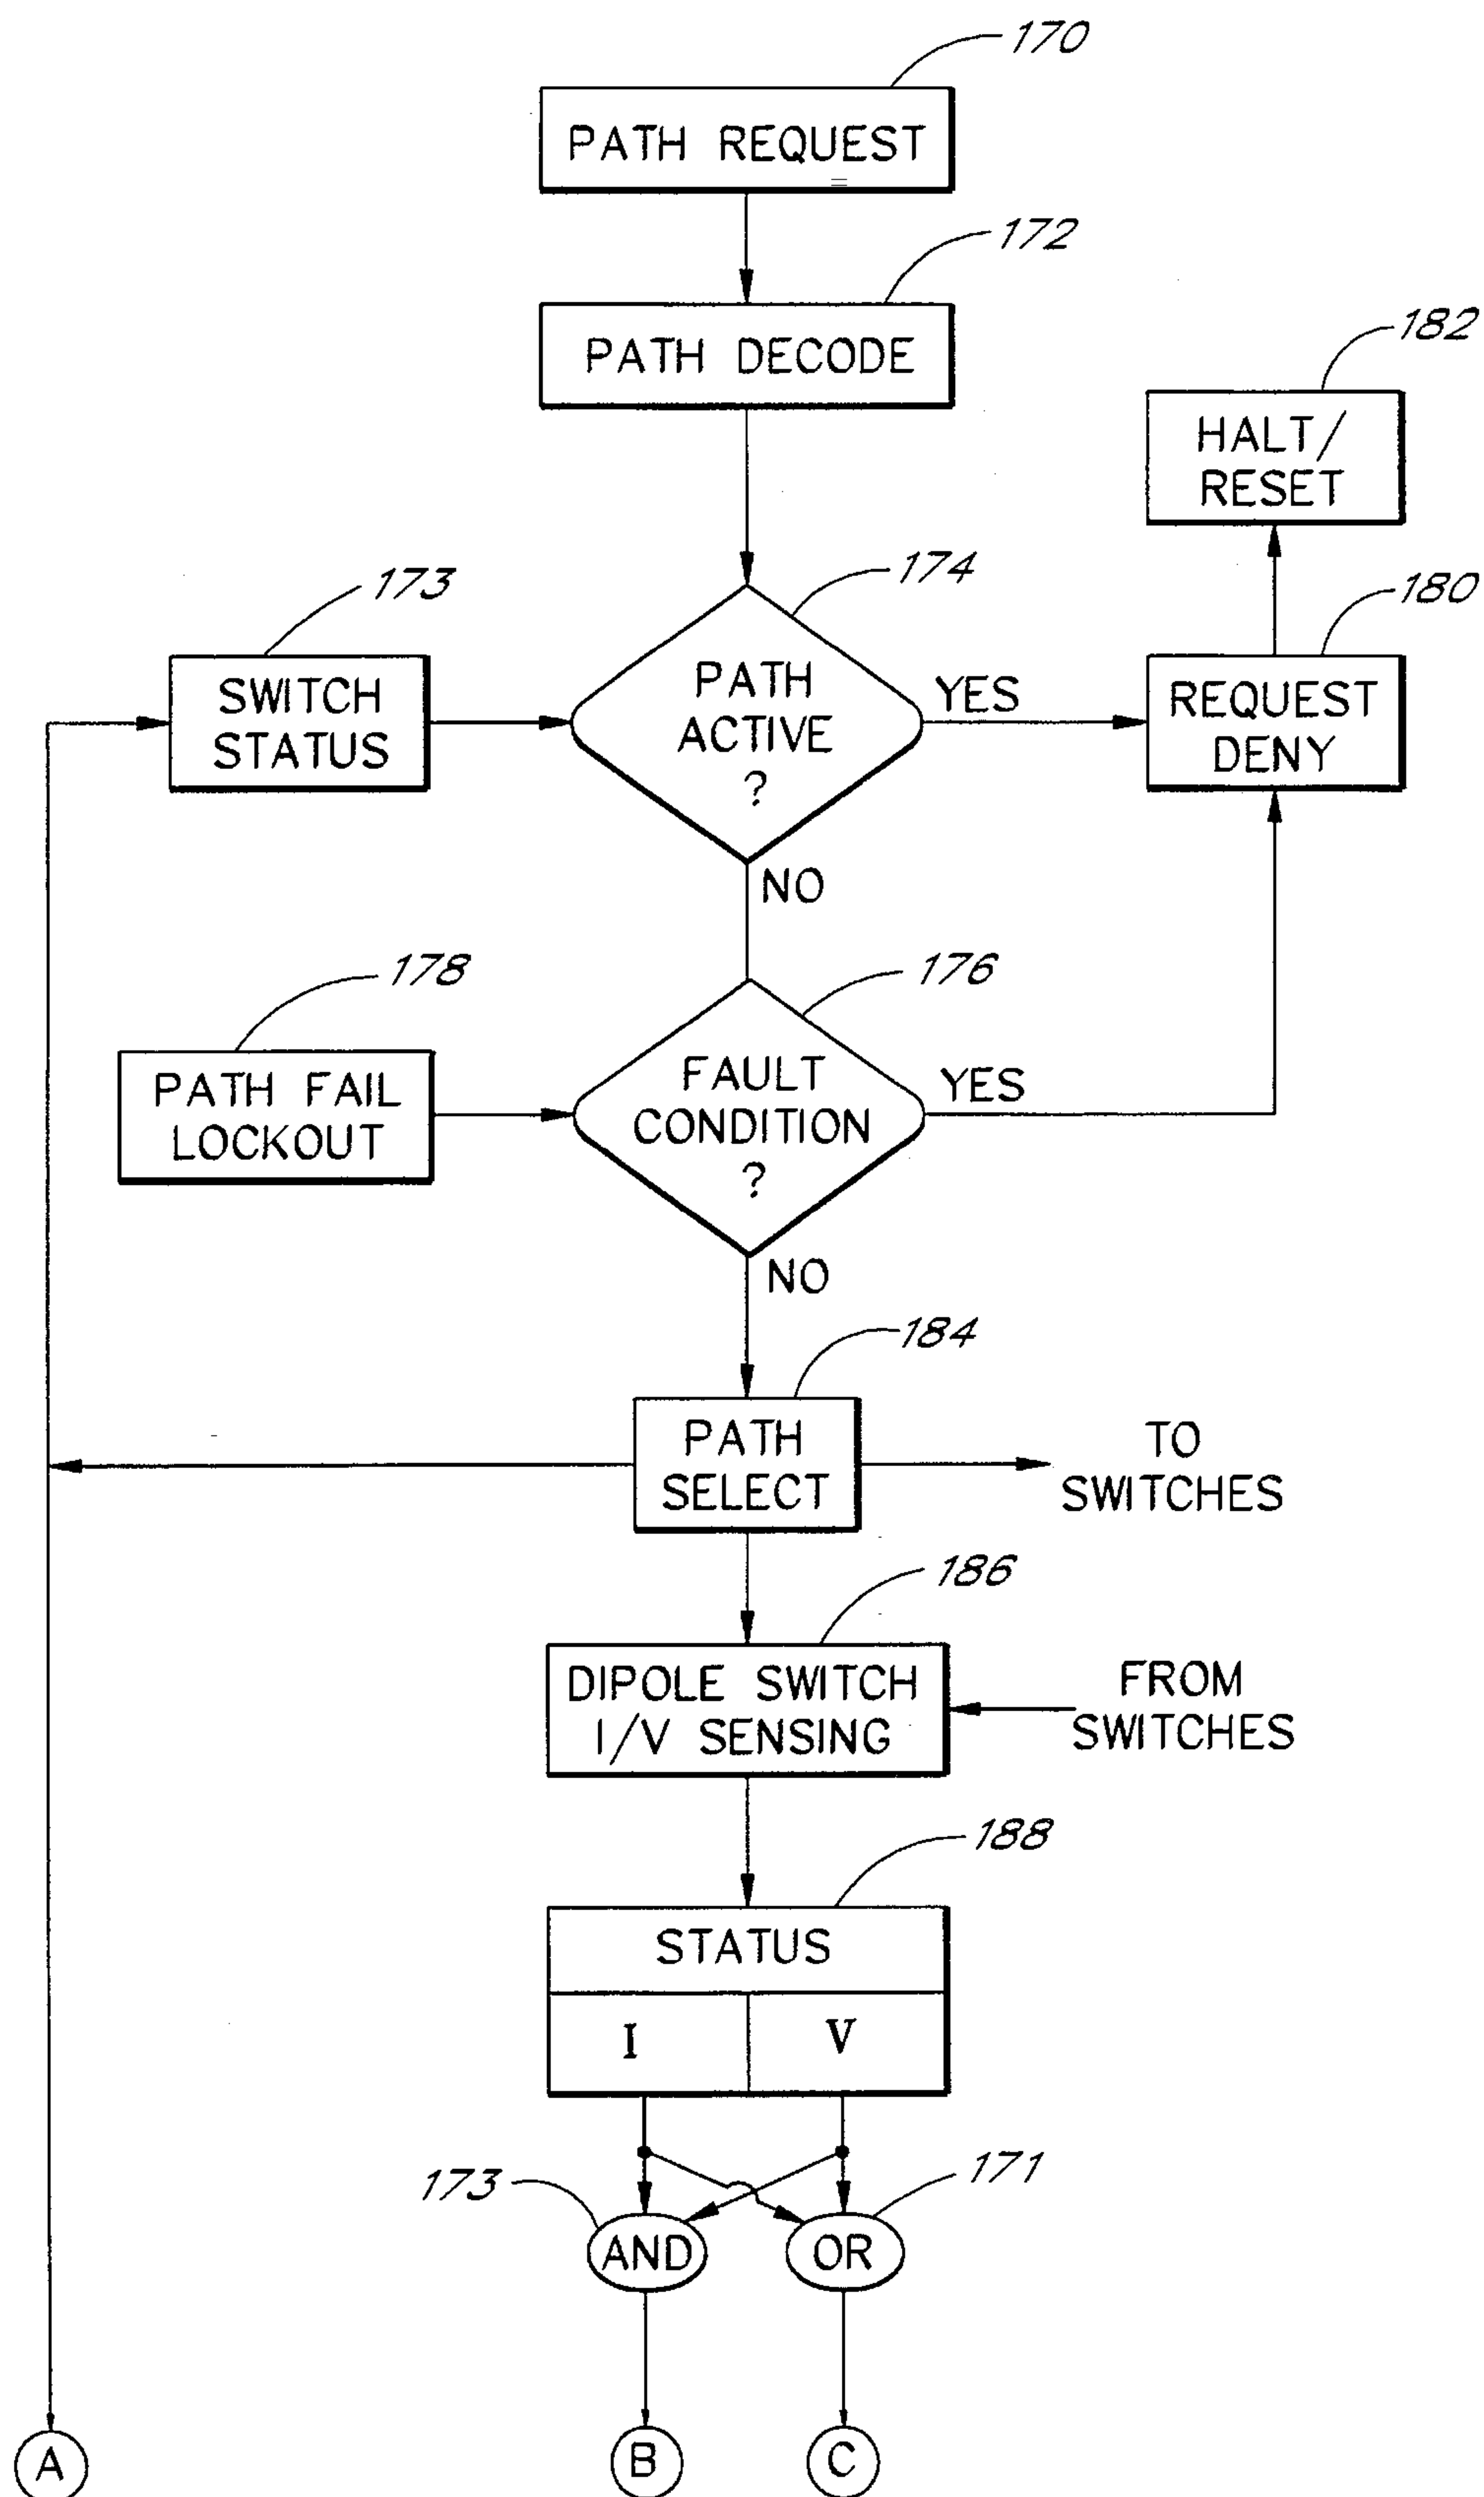 170
PATH REQUEST
172
PATH DECODE
182
HALT/
RESET
173
SWITCH
STATUS
174
PATH
ACTIVE
?
YES
180
REQUEST
DENY
NO
178
PATH FAIL
LOCKOUT
176
FAULT
CONDITION
?
YES
NO
184
PATH
SELECT
TO
SWITCHES
186
DIPOLE SWITCH
I/V SENSING
FROM
SWITCHES
188
STATUS
I
V
173
AND
171
OR
A
B
C